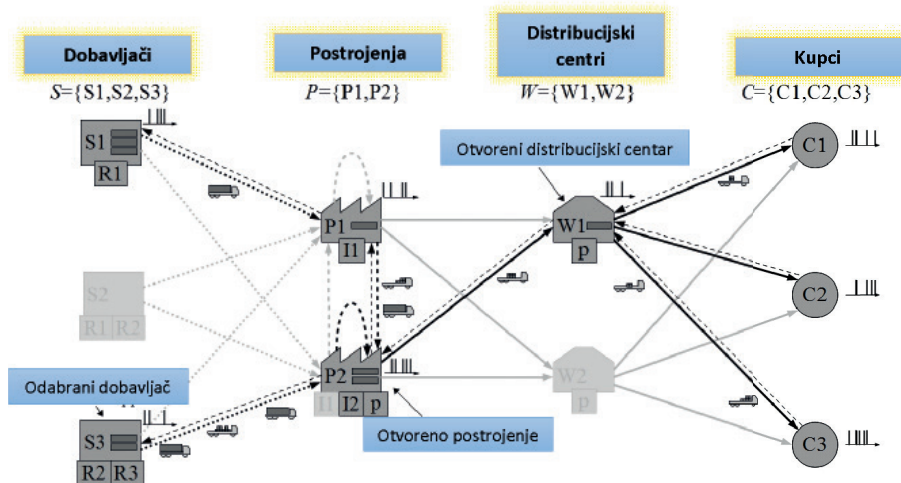 Dobavljači
Postrojenja
Distribucijski
centri
Kupci
S={S1,S2,S3}
P={P1,P2}
W={W1,W2}
C={C1,C2,C3}
S1
R1
Otvoreni distribucijski centar
C1
P1
I1
W1
p
S2
R1 R2
C2
Odabrani dobavljač
P2
I1 I2 p
W2
p
Otvoreno postrojenje
S3
R2 R3
C3